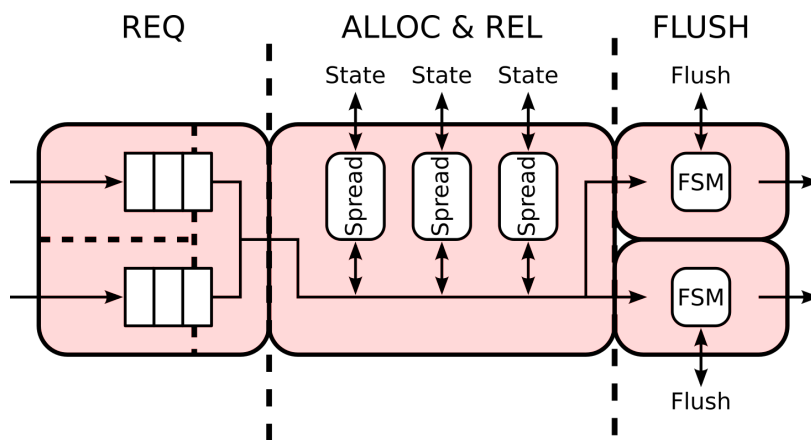 REQ
ALLOC & REL
FLUSH
State
State
State
Flush
Spread
Spread
Spread
FSM
FSM
Flush